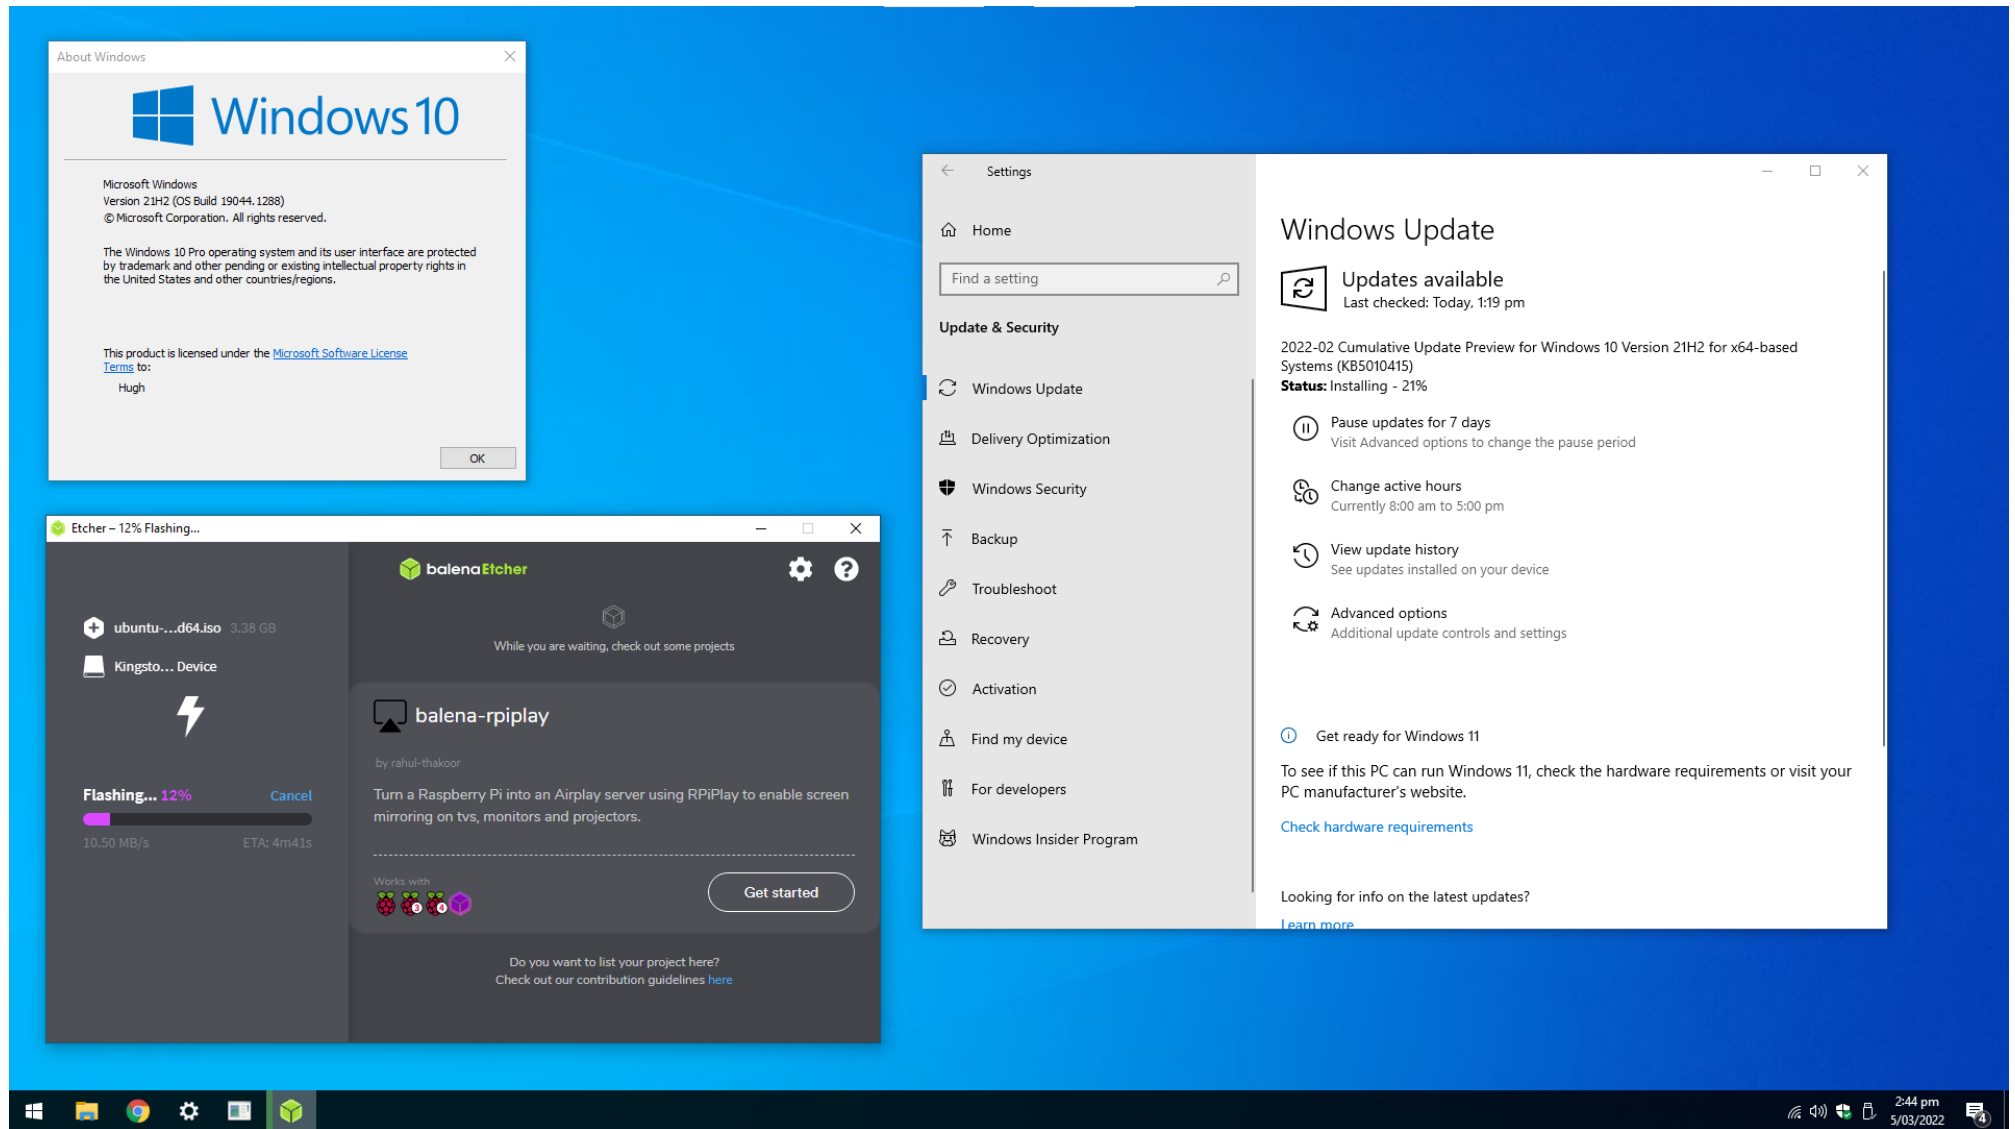 About Windows
Windows 10
Microsoft Windows
Version 21H2 (OS Build 19044.1288)
© Microsoft Corporation. All rights reserved.
The Windows 10 Pro operating system and its user interface are protected
by trademark and other pending or existing intellectual property rights in
the United States and other countries/regions.
This product is licensed under the Microsoft Software License
Terms to:
Hugh
OK
Etcher – 12% Flashing...
balenaEtcher
ubuntu-...d64.iso 3.38 GB
Kingsto... Device
Flashing... 12% Cancel
10.50 MB/s ETA: 4m41s
While you are waiting, check out some projects
balena-rpiplay
by rahul-thakoor
Turn a Raspberry Pi into an Airplay server using RPiPlay to enable screen
mirroring on tvs, monitors and projectors.
Works with
3 4
Get started
Do you want to list your project here?
Check out our contribution guidelines here
Settings
Home
Find a setting
Update & Security
Windows Update
Delivery Optimization
Windows Security
Backup
Troubleshoot
Recovery
Activation
Find my device
For developers
Windows Insider Program
Windows Update
Updates available
Last checked: Today, 1:19 pm
2022-02 Cumulative Update Preview for Windows 10 Version 21H2 for x64-based
Systems (KB5010415)
Status: Installing - 21%
Pause updates for 7 days
Visit Advanced options to change the pause period
Change active hours
Currently 8:00 am to 5:00 pm
View update history
See updates installed on your device
Advanced options
Additional update controls and settings
Get ready for Windows 11
To see if this PC can run Windows 11, check the hardware requirements or visit your
PC manufacturer's website.
Check hardware requirements
Looking for info on the latest updates?
Learn more
2:44 pm
5/03/2022
4